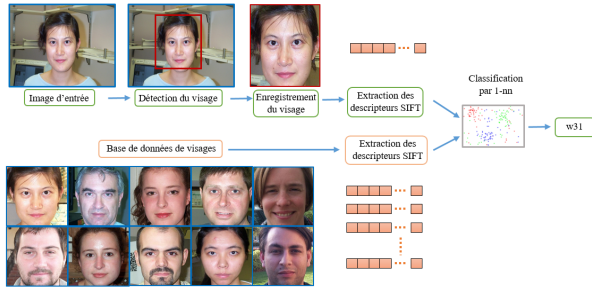 Classification
par 1-nn
Image d'entrée
Détection du visage
Enregistrement
du visage
Extraction des
descripteurs SIFT
w31
Base de données de visages
Extraction des
descripteurs SIFT